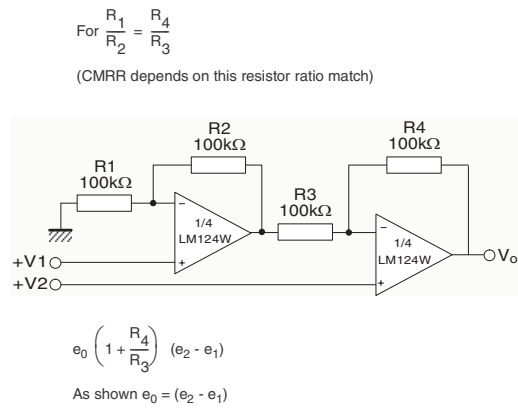 For R1/R2 = R4/R3
(CMRR depends on this resistor ratio match)
R2
100kΩ
R4
100kΩ
R1
100kΩ
R3
100kΩ
–
1/4
LM124W
+
–
1/4
LM124W
+
+V1
+V2
Vo
e0 (1 + R4/R3) (e2 - e1)
As shown e0 = (e2 - e1)